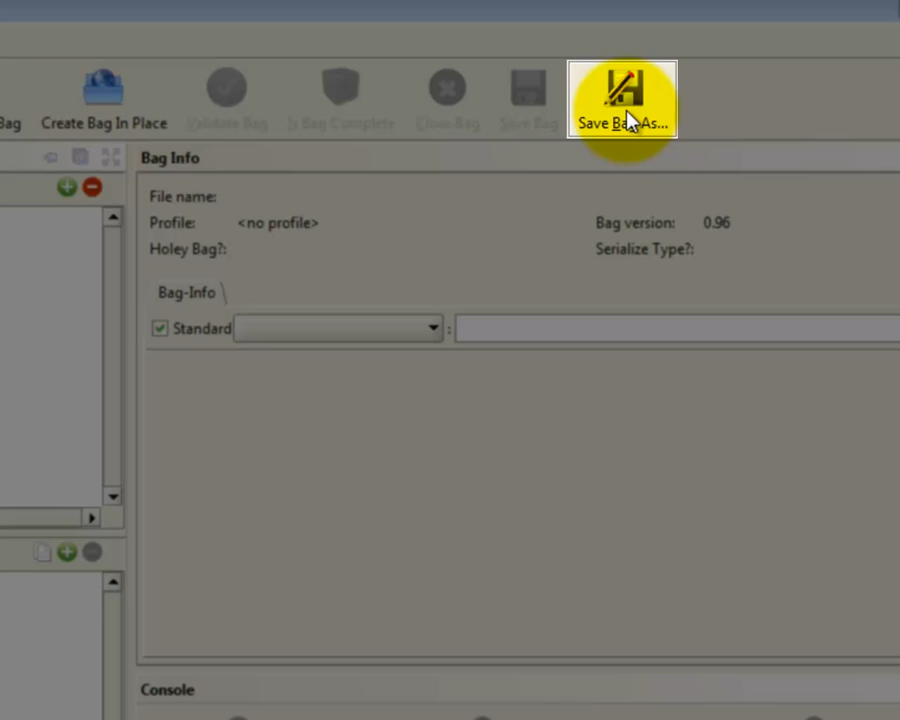 Bag
Create Bag In Place
Validate Bag
Is Bag Complete
Close Bag
Save Bag
Save Bag As...
Bag Info
File name:
Profile: <no profile>
Bag version: 0.96
Holey Bag?:
Serialize Type?:
Bag-Info
Standard :
Console